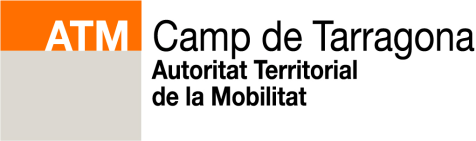 ATM Camp de Tarragona
Autoritat Territorial
de la Mobilitat